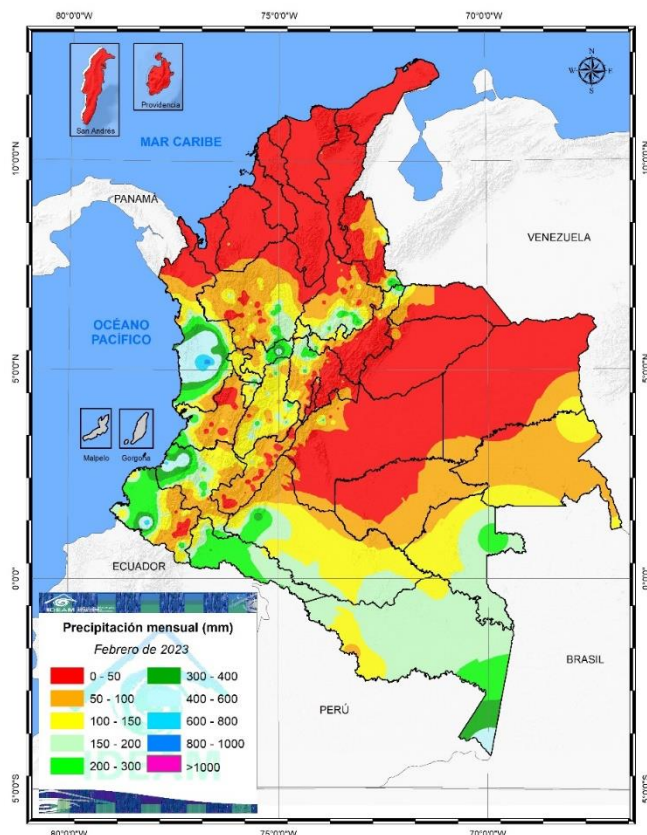 80°0'0"W
75°0'0"W
70°0'0"W
San Andres
Providencia
N
W E
S
MAR CARIBE
10°0'0"N
10°0'0"N
PANAMÁ
VENEZUELA
OCÉANO
PACÍFICO
5°0'0"N
5°0'0"N
Malpelo
Gorgona
ECUADOR
0°0'0"
0°0'0"
IDEAM
Precipitación mensual (mm)
Febrero de 2023
0 - 50
300 - 400
50 - 100
400 - 600
100 - 150
600 - 800
150 - 200
800 - 1000
200 - 300
>1000
IDEAM
BRASIL
PERÚ
5°0'0"S
5°0'0"S
80°0'0"W
75°0'0"W
70°0'0"W